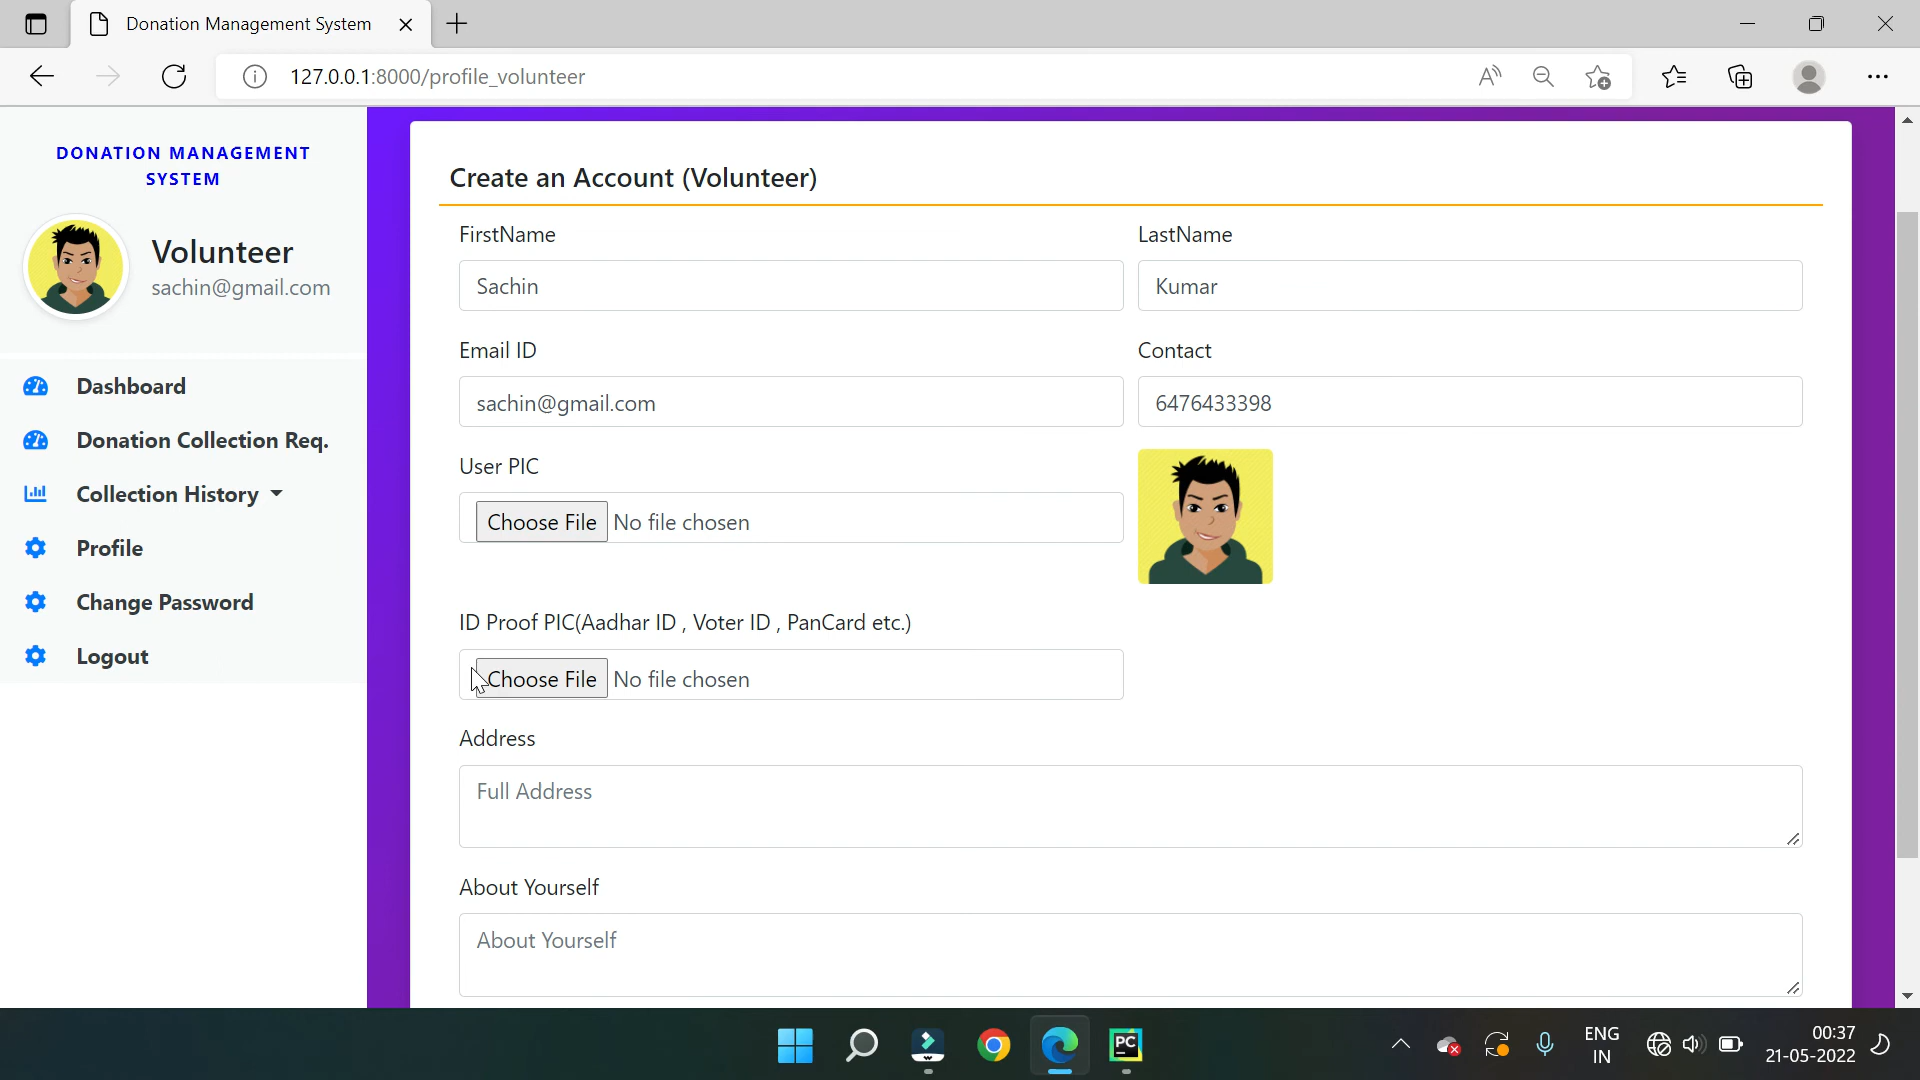 Donation Management System
127.0.0.1:8000/profile_volunteer
DONATION MANAGEMENT
SYSTEM
Volunteer
sachin@gmail.com
Dashboard
Donation Collection Req.
Collection History
Profile
Change Password
Logout
Create an Account (Volunteer)
FirstName
LastName
Sachin
Kumar
Email ID
Contact
sachin@gmail.com
6476433398
User PIC
Choose File No file chosen
ID Proof PIC(Aadhar ID , Voter ID , PanCard etc.)
Choose File No file chosen
Address
Full Address
About Yourself
About Yourself
PC
ENG
IN
00:37
21-05-2022